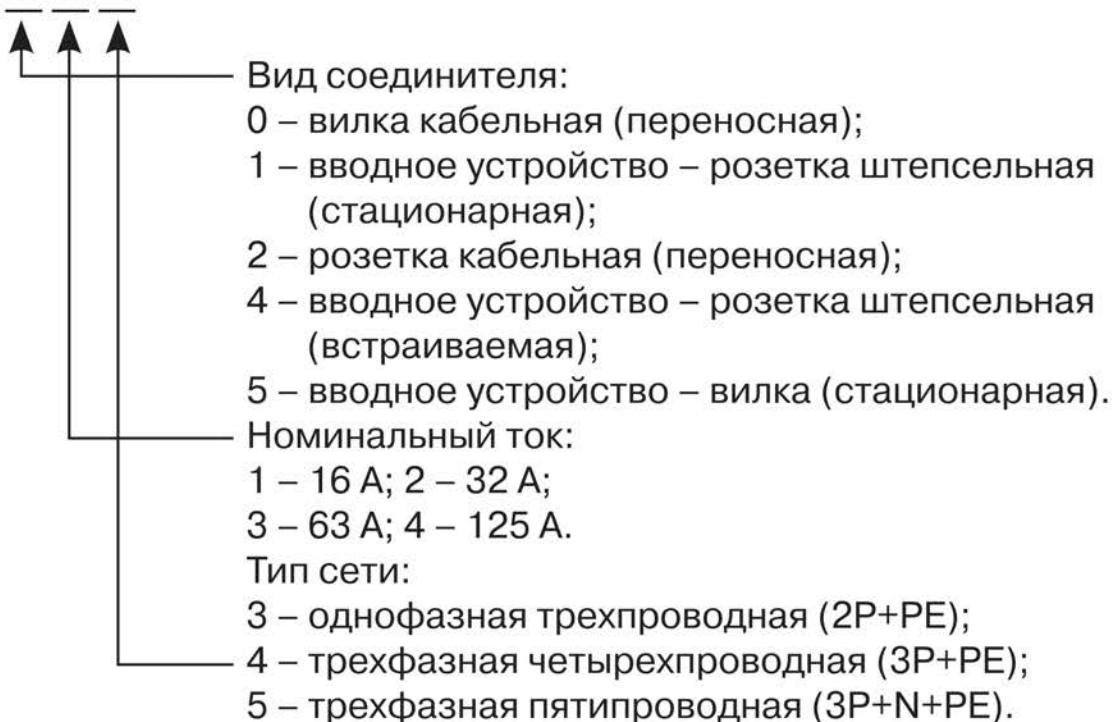 Вид соединителя:
0 – вилка кабельная (переносная);
1 – вводное устройство – розетка штепсельная
(стационарная);
2 – розетка кабельная (переносная);
4 – вводное устройство – розетка штепсельная
(встраиваемая);
5 – вводное устройство – вилка (стационарная).
Номинальный ток:
1 – 16 А; 2 – 32 А;
3 – 63 А; 4 – 125 А.
Тип сети:
3 – однофазная трехпроводная (2P+PE);
4 – трехфазная четырехпроводная (3P+PE);
5 – трехфазная пятипроводная (3P+N+PE).